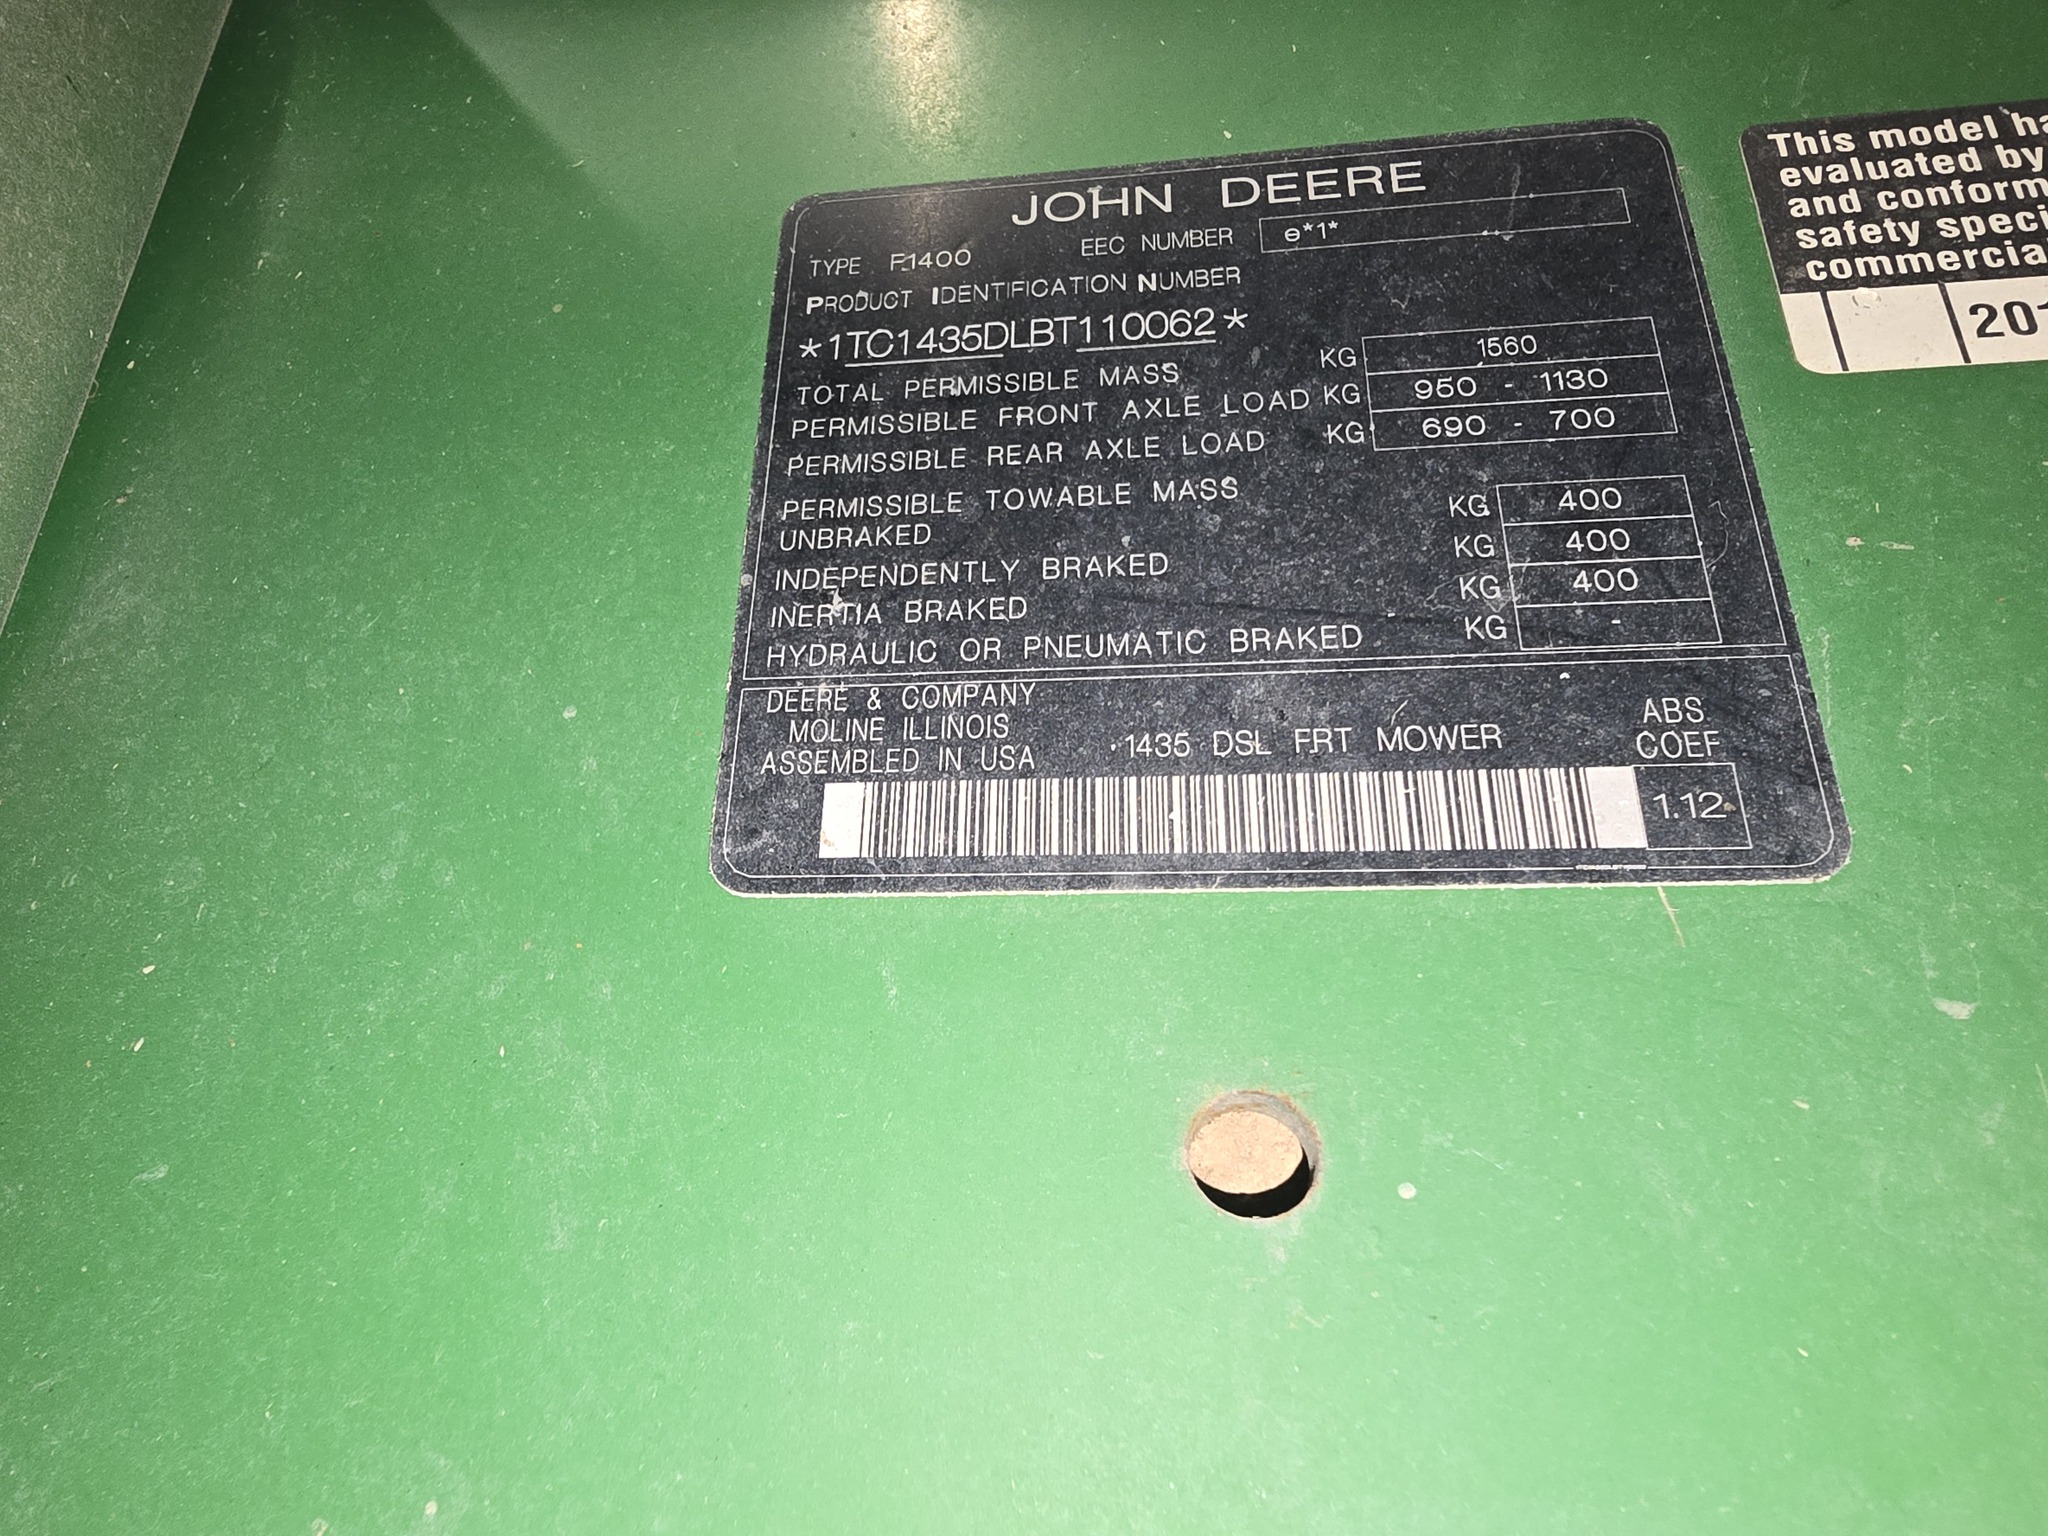 JOHN DEERE
TYPE F1400 EEC NUMBER e*1*
PRODUCT IDENTIFICATION NUMBER
*1TC1435DLBT110062*
TOTAL PERMISSIBLE MASS KG 1560
PERMISSIBLE FRONT AXLE LOAD KG 950 - 1130
PERMISSIBLE REAR AXLE LOAD KG 690 - 700
PERMISSIBLE TOWABLE MASS
UNBRAKED KG 400
INDEPENDENTLY BRAKED KG 400
INERTIA BRAKED KG 400
HYDRAULIC OR PNEUMATIC BRAKED KG -
DEERE & COMPANY
MOLINE ILLINOIS
ASSEMBLED IN USA
1435 DSL FRT MOWER
ABS
COEF
1.12
This model ha
evaluated by
and conform
safety speci
commercia
201